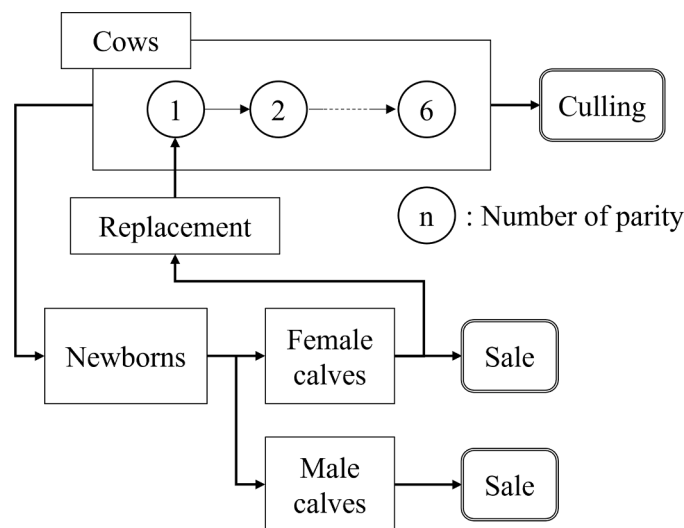 Cows
1
2
6
Culling
Replacement
n : Number of parity
Newborns
Female
calves
Sale
Male
calves
Sale